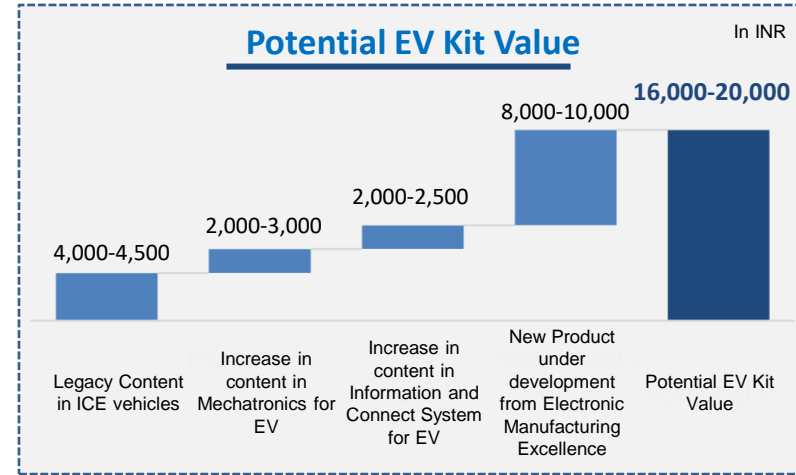 Potential EV Kit Value
In INR
4,000-4,500
2,000-3,000
2,000-2,500
8,000-10,000
16,000-20,000
Legacy Content
in ICE vehicles
Increase in
content in
Mechatronics for
EV
Increase in
content in
Information and
Connect System
for EV
New Product
under
development
from Electronic
Manufacturing
Excellence
Potential EV Kit
Value